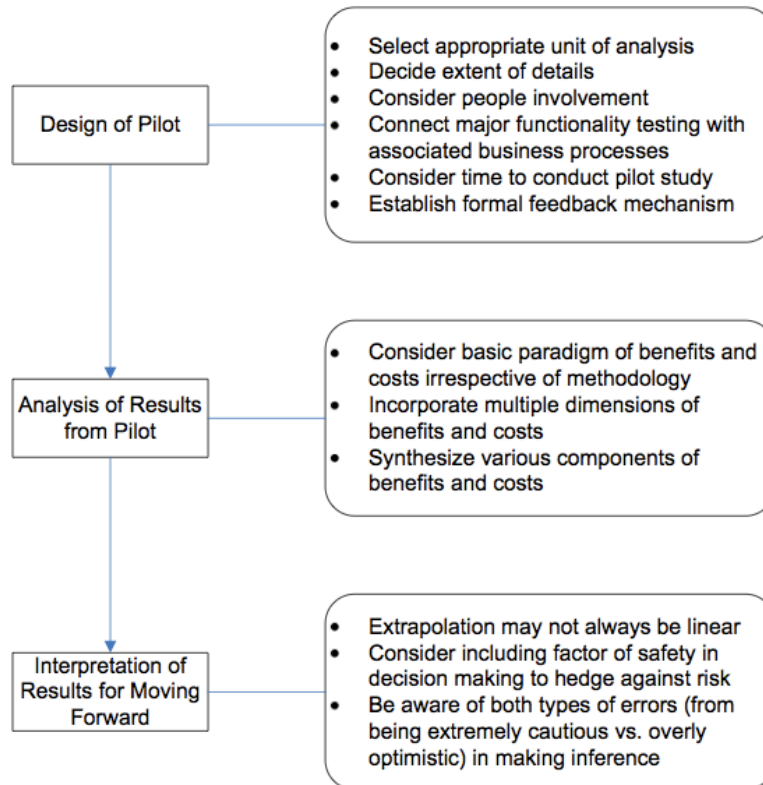 Design of Pilot
• Select appropriate unit of analysis
• Decide extent of details
• Consider people involvement
• Connect major functionality testing with
associated business processes
• Consider time to conduct pilot study
• Establish formal feedback mechanism
Analysis of Results
from Pilot
• Consider basic paradigm of benefits and
costs irrespective of methodology
• Incorporate multiple dimensions of
benefits and costs
• Synthesize various components of
benefits and costs
Interpretation of
Results for Moving
Forward
• Extrapolation may not always be linear
• Consider including factor of safety in
decision making to hedge against risk
• Be aware of both types of errors (from
being extremely cautious vs. overly
optimistic) in making inference